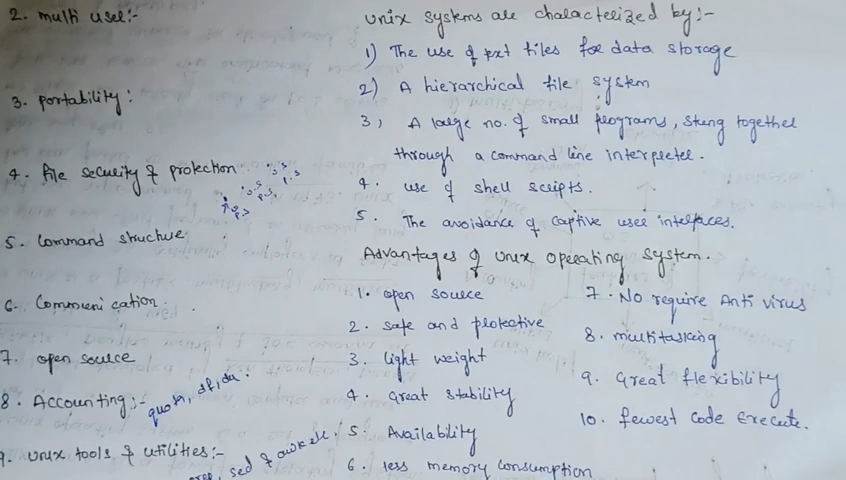 2. multi user:-
3. portability:
4. file security & protection
5. Command structure
6. Communication
7. open source
8. Accounting:- quota, df, du.
9. unix tools & utilities:-
sed & awk
unix systems are characterized by:-
1) The use of text files for data storage
2) A hierarchical file system
3) A large no. of small programs, strung together
through a command line interpreter.
4. use of shell scripts.
5. The avoidance of captive user interfaces.
Advantages of unix operating system.
1. open source
2. safe and protective
3. light weight
4. Great stability
5. Availability
6. less memory consumption
7. No require Anti virus
8. multitasking
9. Great flexibility
10. fewest code Execute.